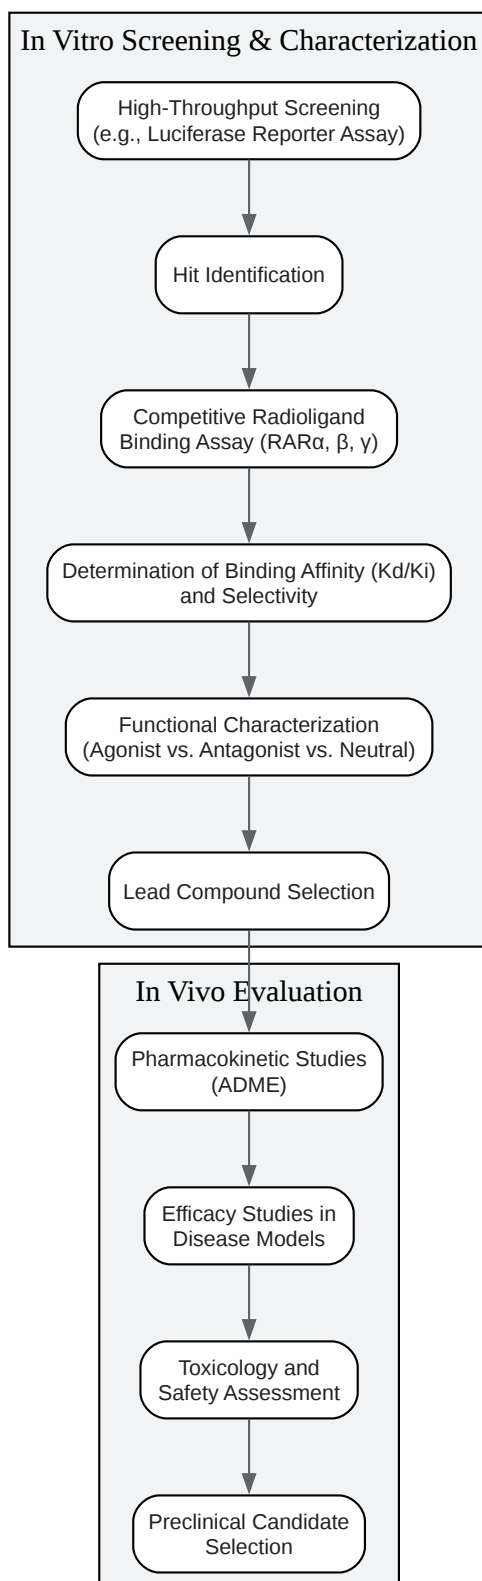 In Vitro Screening & Characterization
High-Throughput Screening
(e.g., Luciferase Reporter Assay)
Hit Identification
Competitive Radioligand
Binding Assay (RARα, β, γ)
Determination of Binding Affinity (Kd/Ki)
and Selectivity
Functional Characterization
(Agonist vs. Antagonist vs. Neutral)
Lead Compound Selection
In Vivo Evaluation
Pharmacokinetic Studies
(ADME)
Efficacy Studies in
Disease Models
Toxicology and
Safety Assessment
Preclinical Candidate
Selection